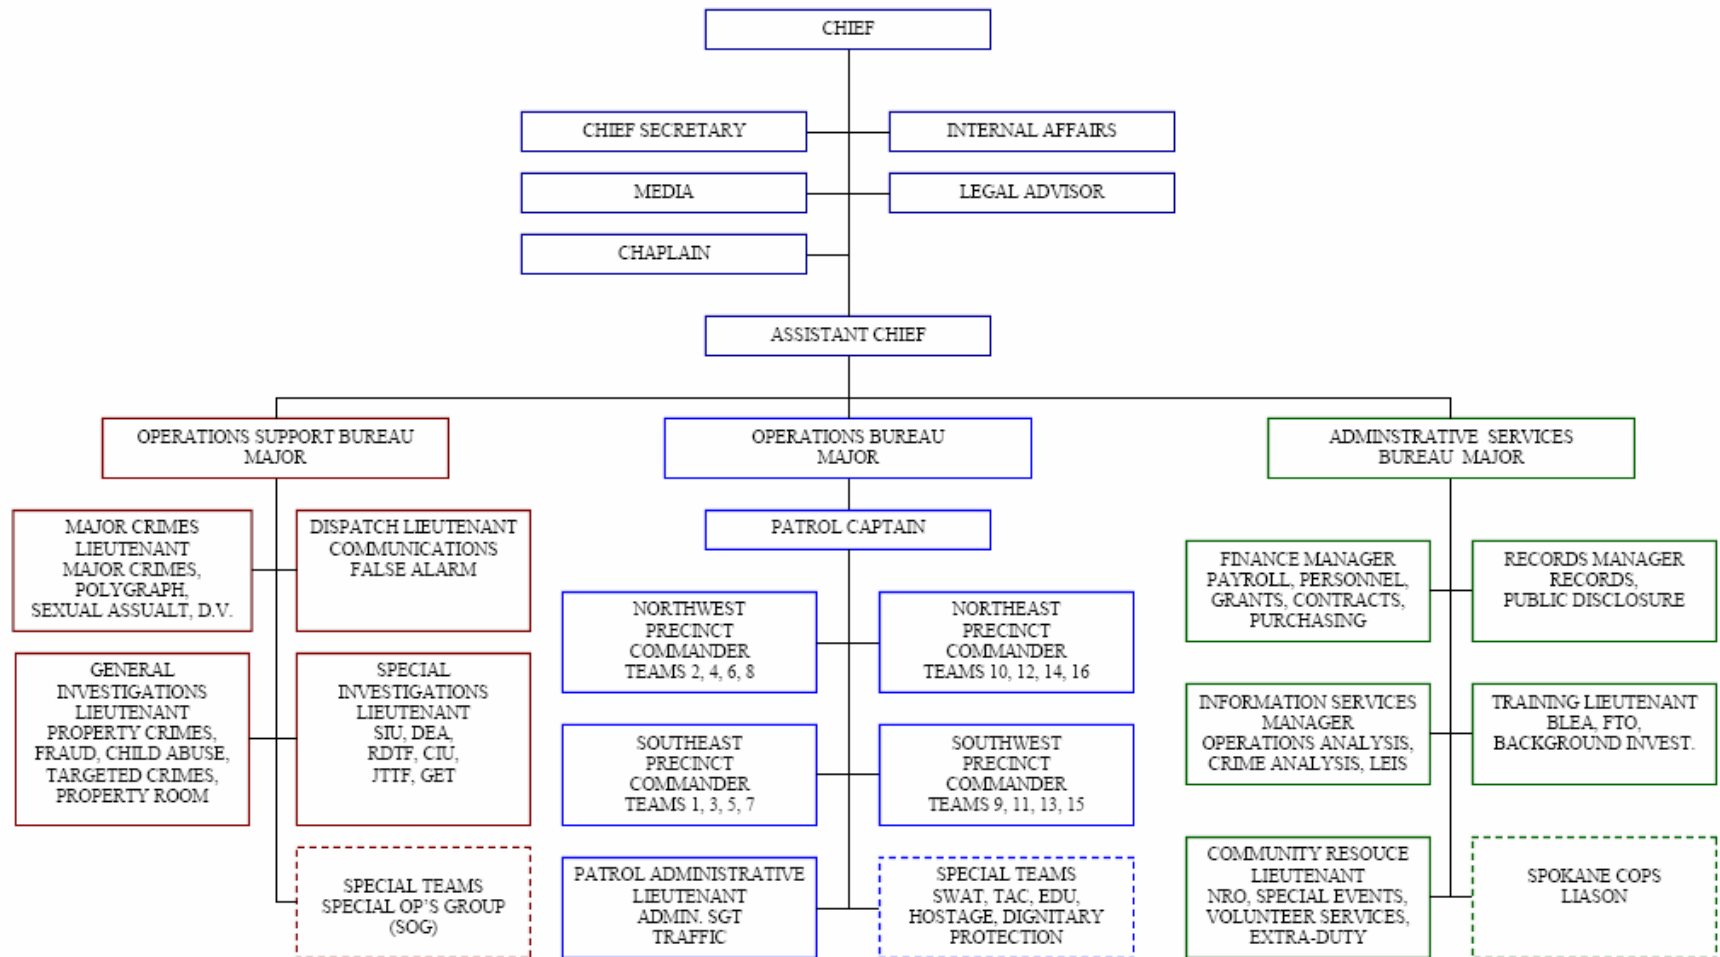 CHIEF
CHIEF SECRETARY
INTERNAL AFFAIRS
MEDIA
LEGAL ADVISOR
CHAPLAIN
ASSISTANT CHIEF
OPERATIONS SUPPORT BUREAU
MAJOR
OPERATIONS BUREAU
MAJOR
ADMINSTRATIVE SERVICES
BUREAU MAJOR
MAJOR CRIMES
LIEUTENANT
MAJOR CRIMES,
POLYGRAPH,
SEXUAL ASSUALT, D.V.
DISPATCH LIEUTENANT
COMMUNICATIONS
FALSE ALARM
GENERAL
INVESTIGATIONS
LIEUTENANT
PROPERTY CRIMES,
FRAUD, CHILD ABUSE,
TARGETED CRIMES,
PROPERTY ROOM
SPECIAL
INVESTIGATIONS
LIEUTENANT
SIU, DEA,
RDTF, CIU,
JTTF, GET
SPECIAL TEAMS
SPECIAL OP'S GROUP
(SOG)
PATROL CAPTAIN
NORTHWEST
PRECINCT
COMMANDER
TEAMS 2, 4, 6, 8
NORTHEAST
PRECINCT
COMMANDER
TEAMS 10, 12, 14, 16
SOUTHEAST
PRECINCT
COMMANDER
TEAMS 1, 3, 5, 7
SOUTHWEST
PRECINCT
COMMANDER
TEAMS 9, 11, 13, 15
PATROL ADMINISTRATIVE
LIEUTENANT
ADMIN. SGT
TRAFFIC
SPECIAL TEAMS
SWAT, TAC, EDU,
HOSTAGE, DIGNITARY
PROTECTION
FINANCE MANAGER
PAYROLL, PERSONNEL,
GRANTS, CONTRACTS,
PURCHASING
RECORDS MANAGER
RECORDS,
PUBLIC DISCLOSURE
INFORMATION SERVICES
MANAGER
OPERATIONS ANALYSIS,
CRIME ANALYSIS, LEIS
TRAINING LIEUTENANT
BLEA, FTO,
BACKGROUND INVEST.
COMMUNITY RESOUCE
LIEUTENANT
NRO, SPECIAL EVENTS,
VOLUNTEER SERVICES,
EXTRA-DUTY
SPOKANE COPS
LIASON